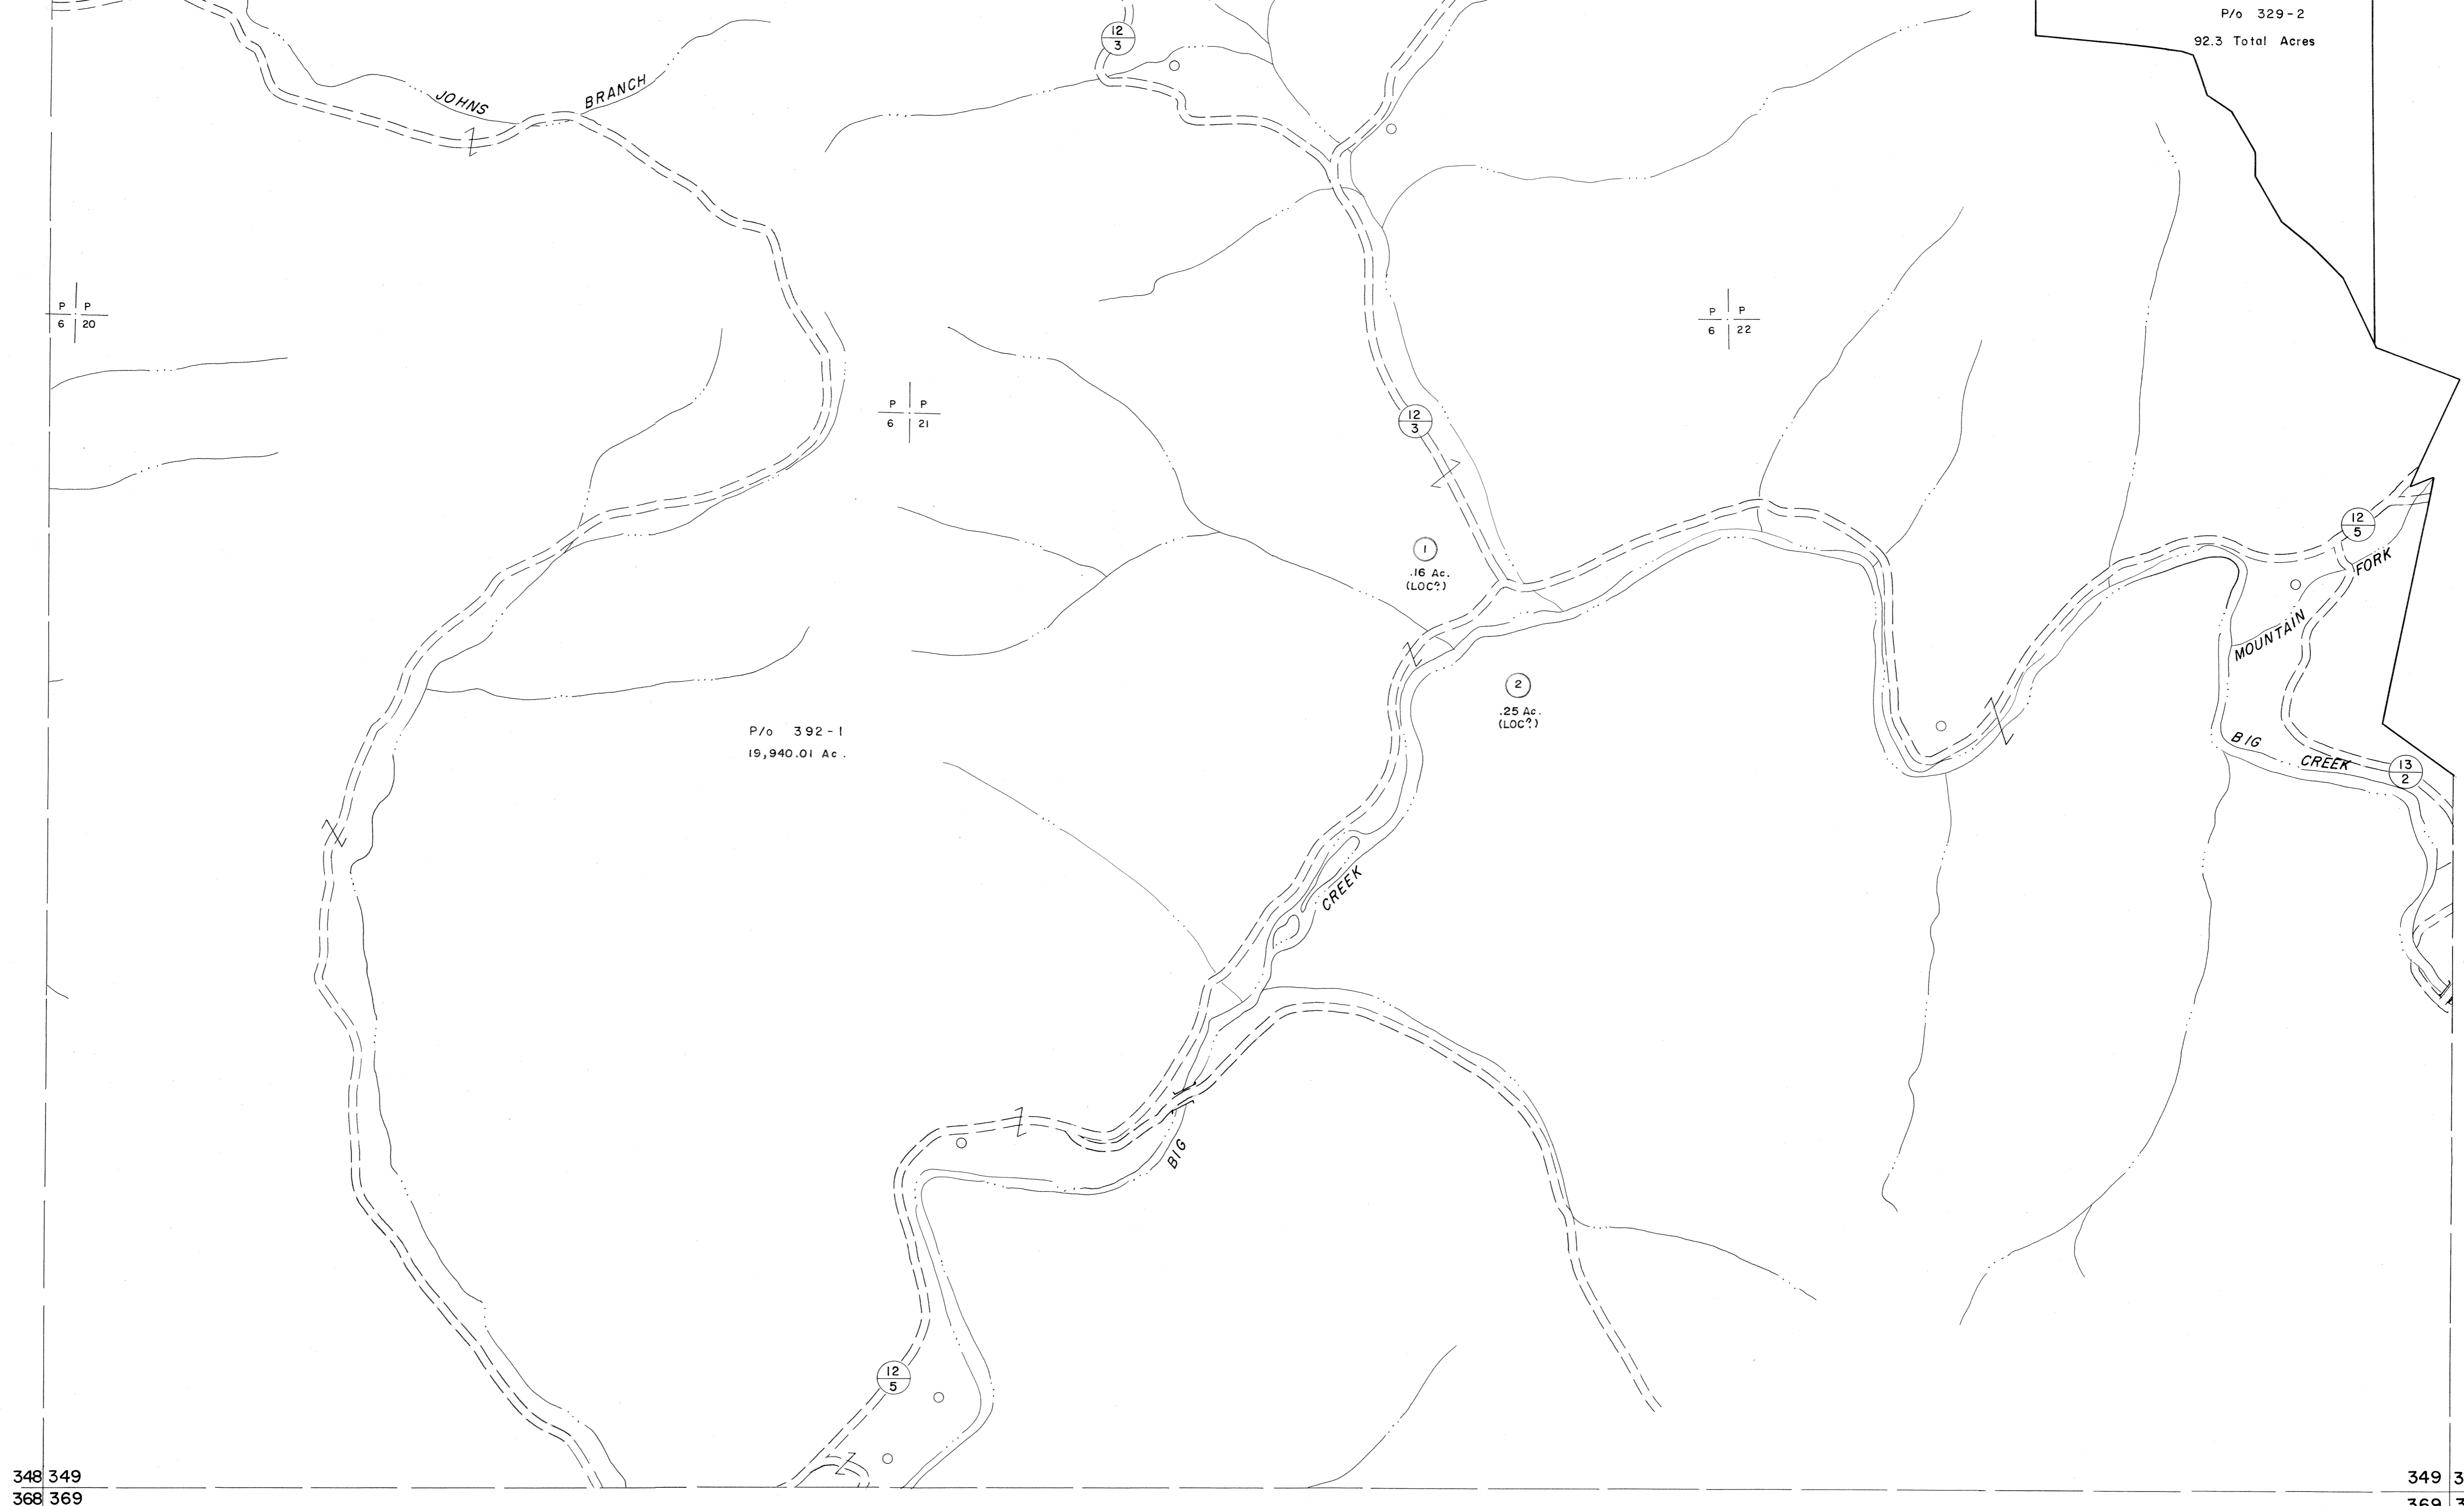 P/o 329-2
92.3 Total Acres
12
3
JOHNS BRANCH
P P
6 20
P P
6 22
P P
6 21
12
3
12
5
1
.16 Ac.
(LOC?)
MOUNTAIN FORK
2
.25 Ac.
(LOC?)
P/o 392-1
19,940.01 Ac.
BIG CREEK
13
2
BIG CREEK
12
5
348 349
368 369
349 3
369